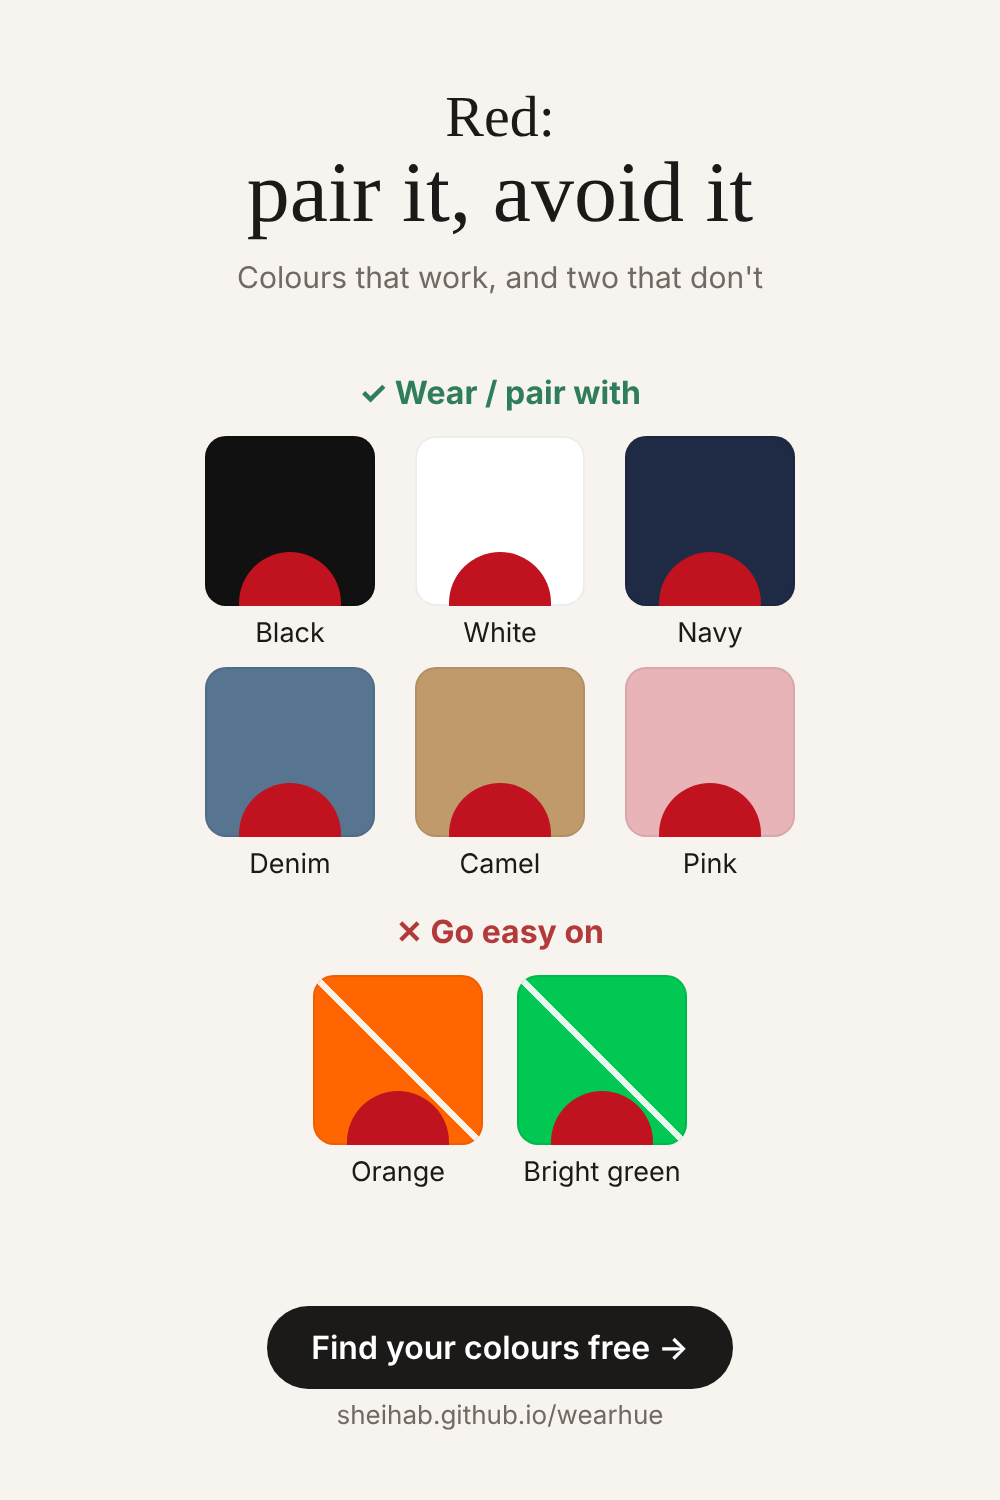 Red:
pair it, avoid it
Colours that work, and two that don't
✓ Wear / pair with
Black White Navy
Denim Camel Pink
✕ Go easy on
Orange Bright green
Find your colours free →
sheihab.github.io/wearhue